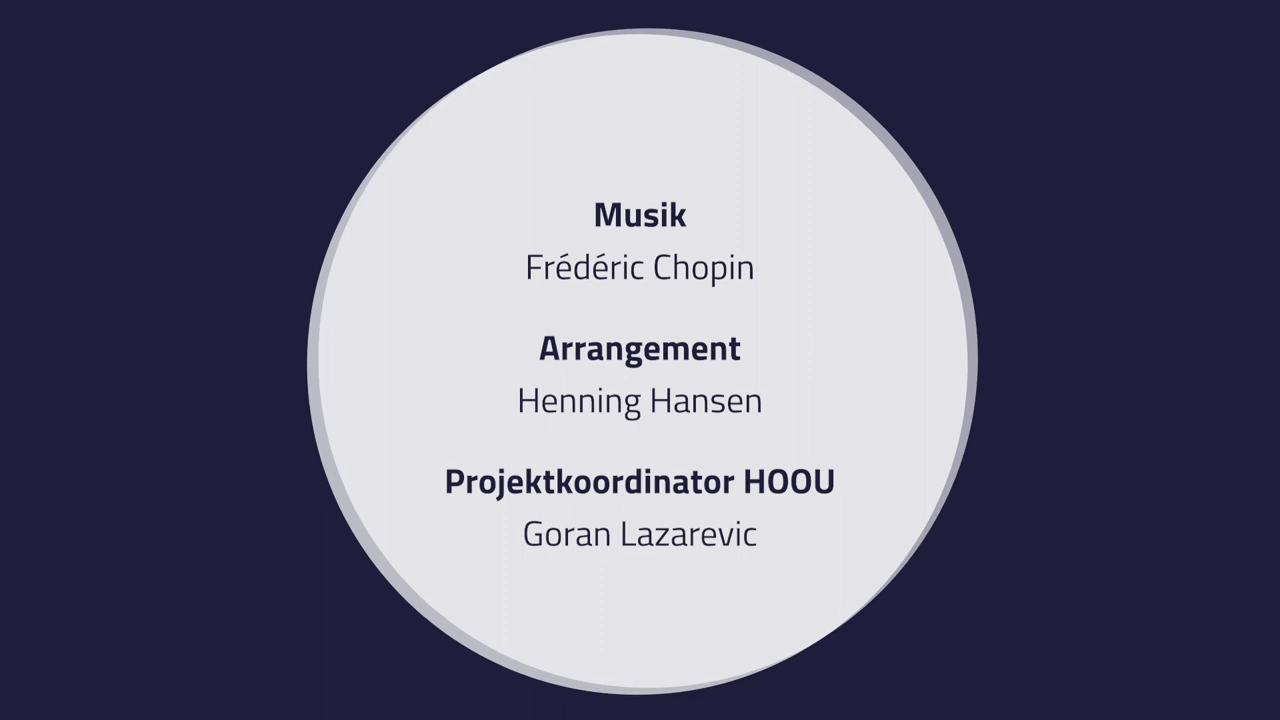 Musik
Frédéric Chopin
Arrangement
Henning Hansen
Projektkoordinator HOOU
Goran Lazarevic